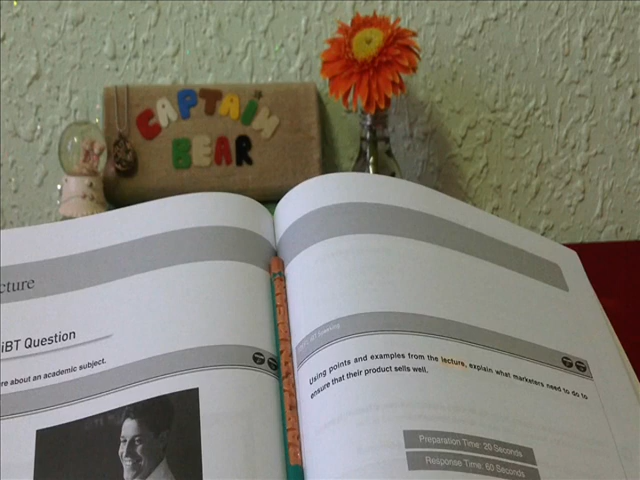 CAPTAIN
BEAR
cture
iBT Question
re about an academic subject.
iBT Speaking
Using points and examples from the lecture, explain what marketers need to do to
ensure that their product sells well.
Preparation Time: 20 Seconds
Response Time: 60 Seconds